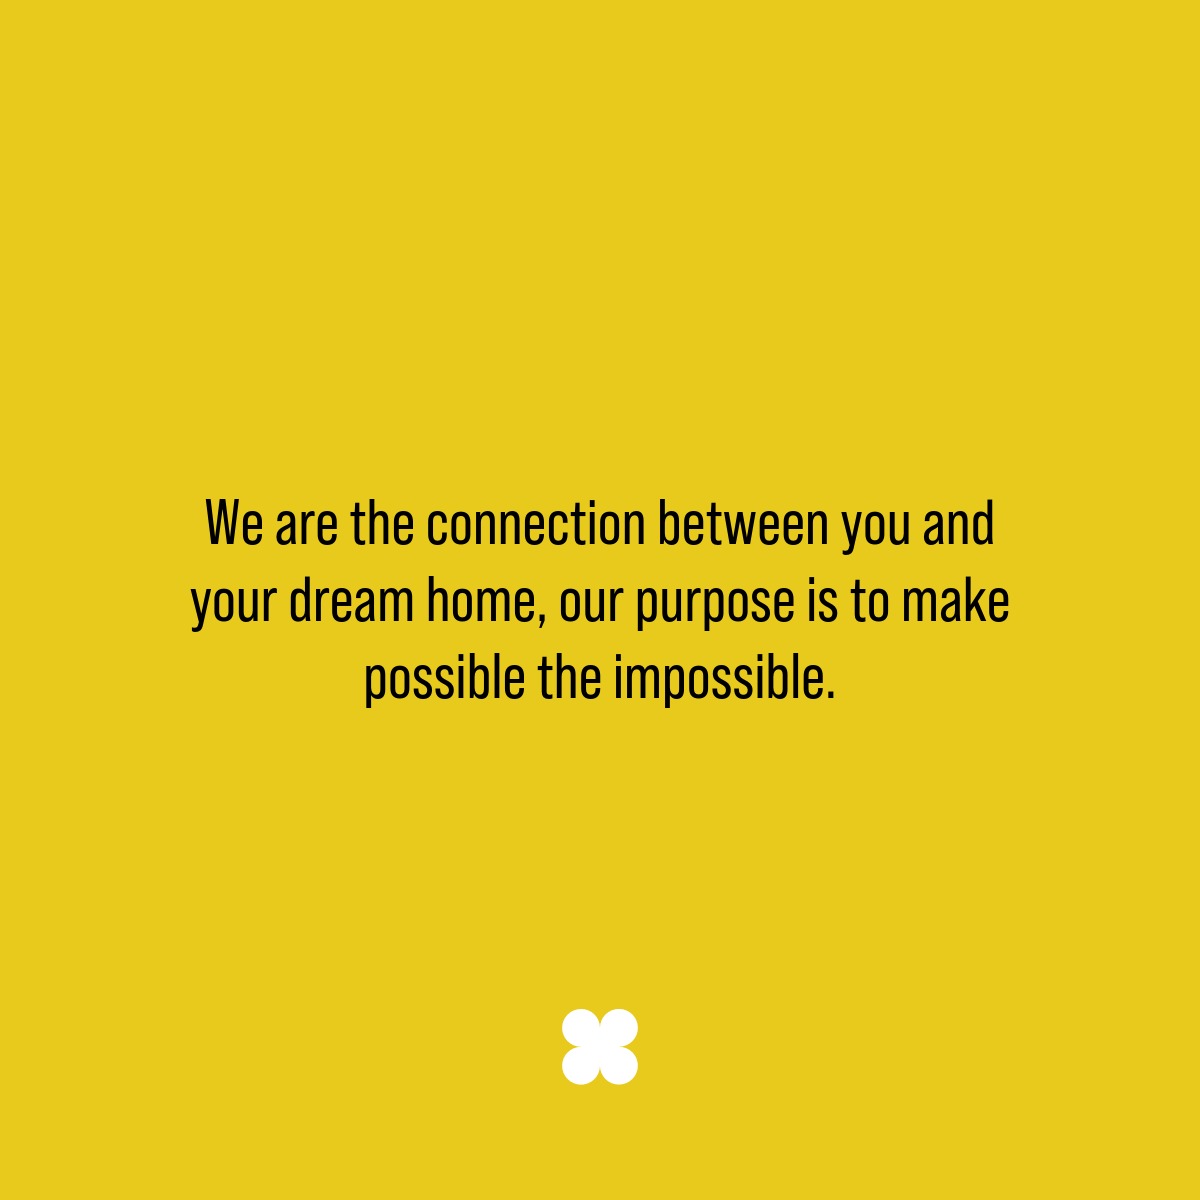 We are the connection between you and
your dream home, our purpose is to make
possible the impossible.